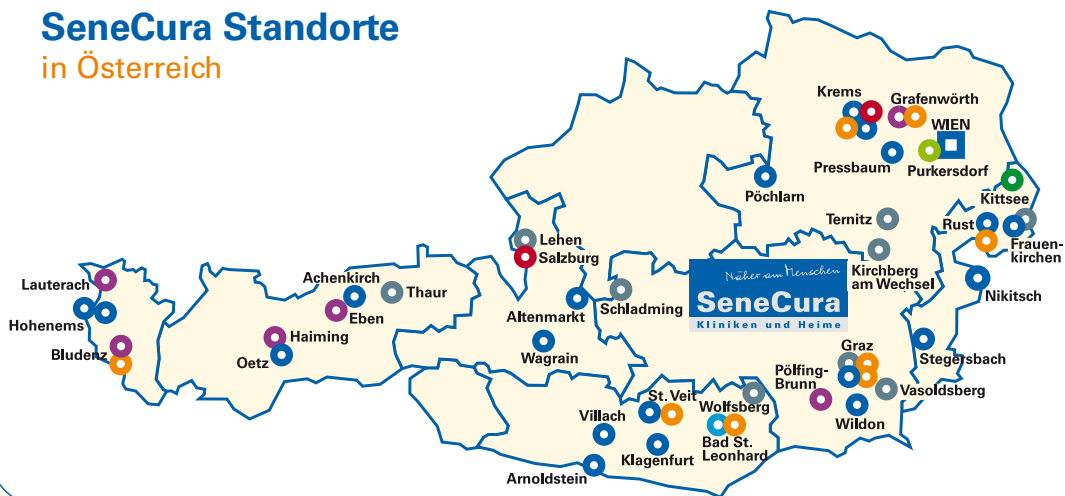 SeneCura Standorte
in Österreich
Krems
Grafenwörth
WIEN
Pressbaum
Purkersdorf
Pöchlarn
Kittsee
Ternitz
Rust
Frauen-
kirchen
Lehen
Salzburg
Kirchberg
am Wechsel
Näher am Menschen
SeneCura
Kliniken und Heime
Nikitsch
Lauterach
Achenkirch
Thaur
Schladming
Hohenems
Eben
Altenmarkt
Haiming
Bludenz
Oetz
Wagrain
Stegersbach
Graz
Pölfing-
Brunn
Vasoldsberg
St. Veit
Wolfsberg
Villach
Wildon
Bad St.
Leonhard
Klagenfurt
Arnoldstein